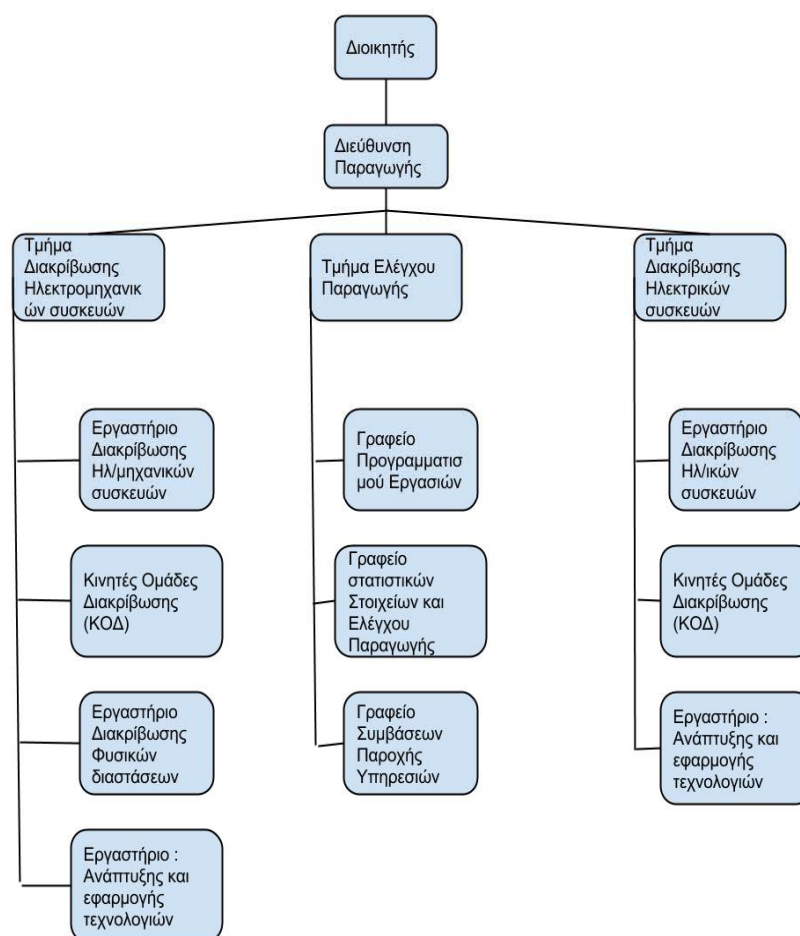 Διοικητής
Διεύθυνση
Παραγωγής
Τμήμα
Διακρίβωσης
Ηλεκτρομηχανικ
ών συσκευών
Τμήμα Ελέγχου
Παραγωγής
Τμήμα
Διακρίβωσης
Ηλεκτρικών
συσκευών
Εργαστήριο
Διακρίβωσης
Ηλ/μηχανικών
συσκευών
Γραφείο
Προγραμματισ
μού Εργασιών
Εργαστήριο
Διακρίβωσης
Ηλ/ικών
συσκευών
Κινητές Ομάδες
Διακρίβωσης
(ΚΟΔ)
Γραφείο
στατιστικών
Στοιχείων και
Ελέγχου
Παραγωγής
Κινητές Ομάδες
Διακρίβωσης
(ΚΟΔ)
Εργαστήριο
Διακρίβωσης
Φυσικών
διαστάσεων
Γραφείο
Συμβάσεων
Παροχής
Υπηρεσιών
Εργαστήριο :
Ανάπτυξης και
εφαρμογής
τεχνολογιών
Εργαστήριο :
Ανάπτυξης και
εφαρμογής
τεχνολογιών